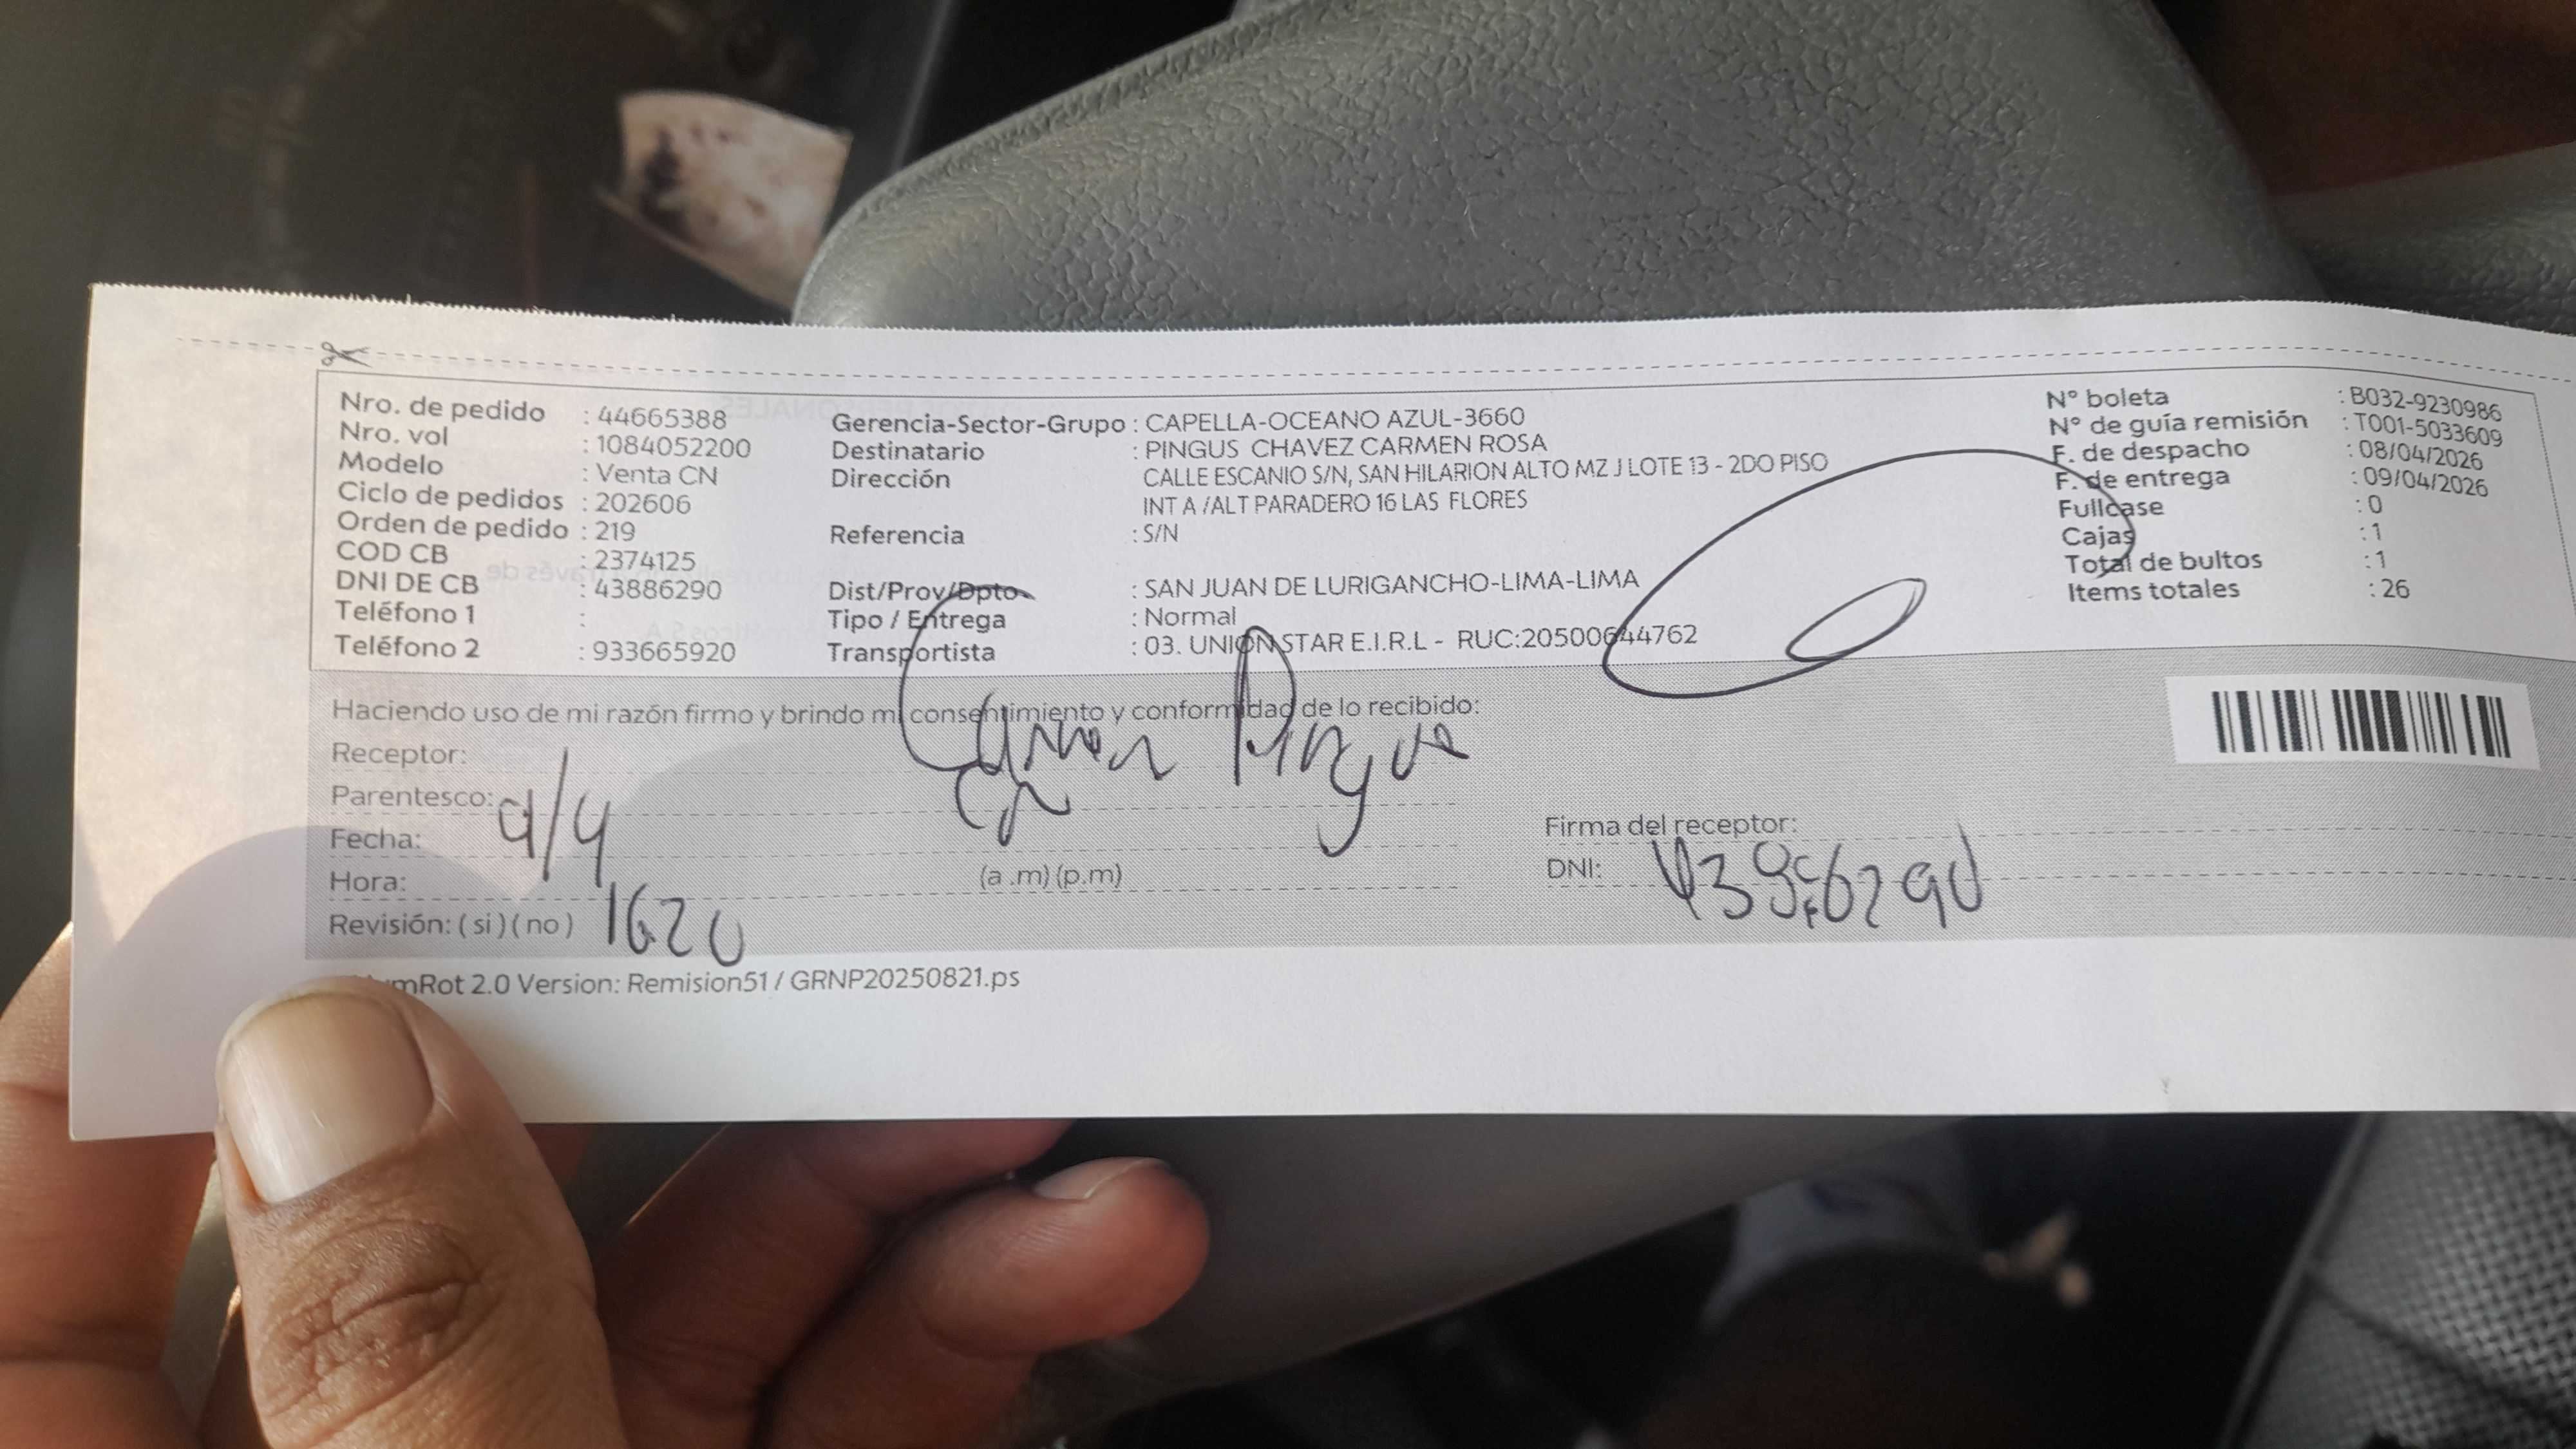 Nro. de pedido : 44665388
Nro. vol : 1084052200
Modelo : Venta CN
Ciclo de pedidos : 202606
Orden de pedido : 219
COD CB : 2374125
DNI DE CB : 43886290
Teléfono 1 :
Teléfono 2 : 933665920
Gerencia-Sector-Grupo : CAPELLA-OCEANO AZUL-3660
Destinatario : PINGUS CHAVEZ CARMEN ROSA
Dirección CALLE ESCANIO S/N, SAN HILARION ALTO MZ J LOTE 13 - 2DO PISO
INT A /ALT PARADERO 16 LAS FLORES
Referencia : S/N
Dist/Prov/Dpto : SAN JUAN DE LURIGANCHO-LIMA-LIMA
Tipo / Entrega : Normal
Transportista : 03. UNION STAR E.I.R.L - RUC:20500644762
N° boleta : B032-9230986
N° de guía remisión : T001-5033609
F. de despacho : 08/04/2026
F. de entrega : 09/04/2026
Fullcase : 0
Cajas : 1
Total de bultos : 1
Items totales : 26
Haciendo uso de mi razón firmo y brindo mi consentimiento y conformidad de lo recibido:
Receptor: Carmen Pingus
Parentesco:
Fecha: 9/4
Hora: (a .m) (p.m)
Revisión: ( si ) ( no ) 1620
Firma del receptor:
DNI: 43886290
mRot 2.0 Version: Remision51 / GRNP20250821.ps